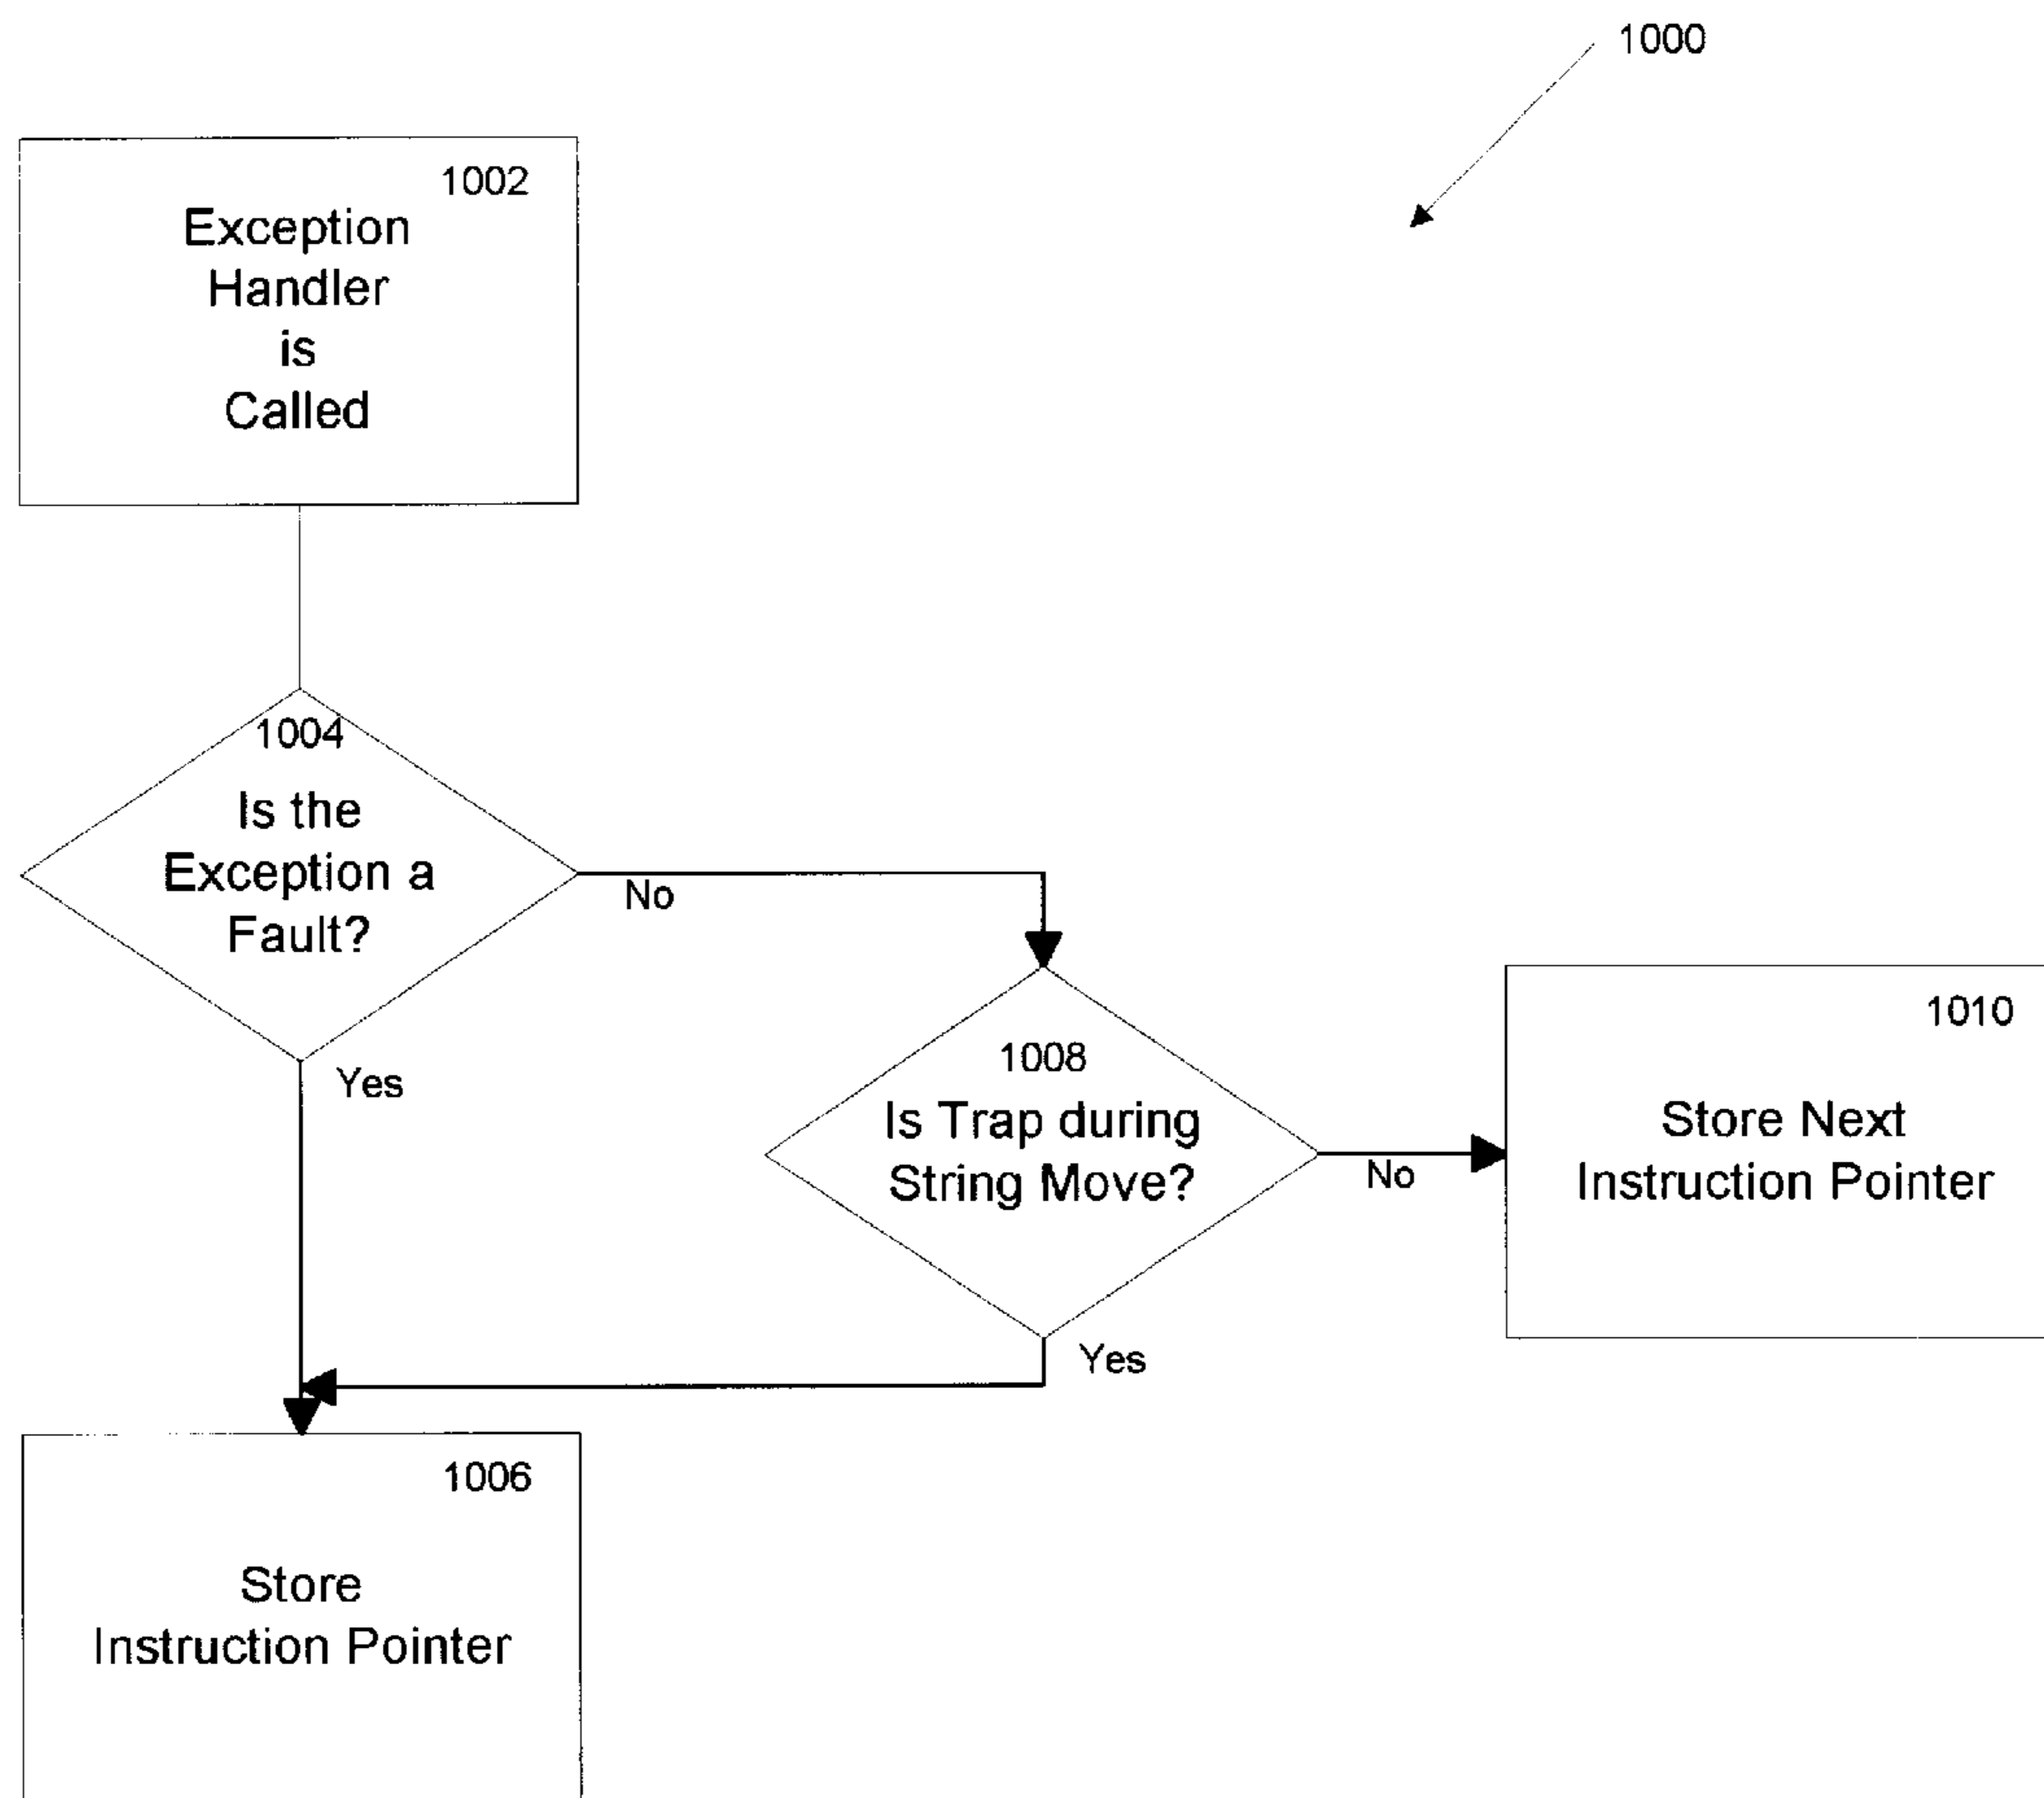 1000
1002
Exception
Handler
is
Called
1004
Is the
Exception a
Fault?
No
Yes
1008
Is Trap during
String Move?
No
Yes
1010
Store Next
Instruction Pointer
1006
Store
Instruction Pointer